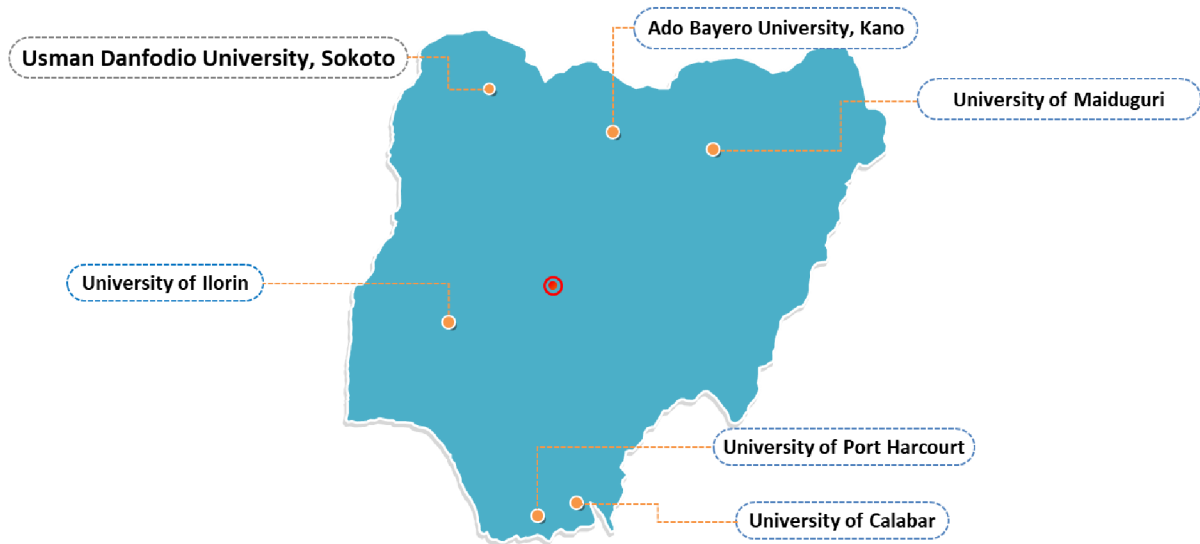 Ado Bayero University, Kano
Usman Danfodio University, Sokoto
University of Maiduguri
University of Ilorin
University of Port Harcourt
University of Calabar